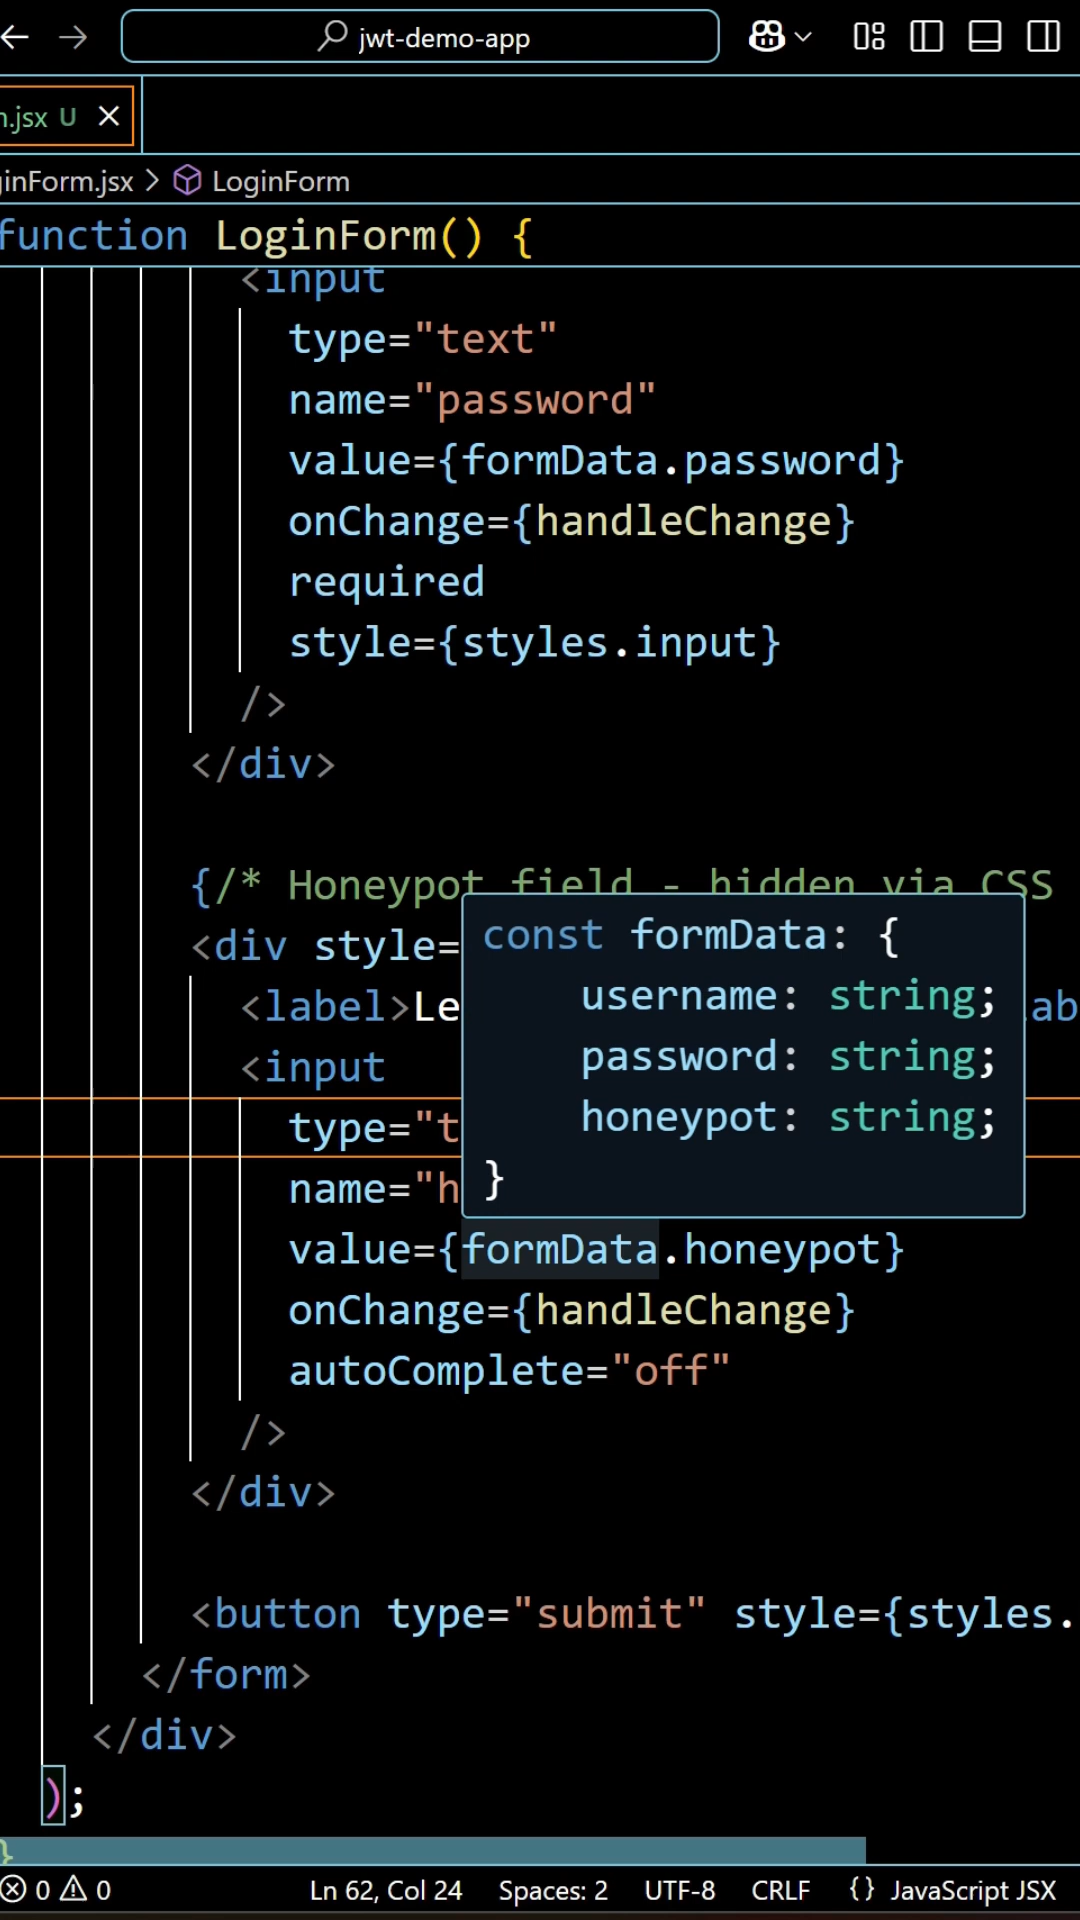 jwt-demo-app
.jsx U
inForm.jsx > LoginForm
function LoginForm() {
<input
type="text"
name="password"
value={formData.password}
onChange={handleChange}
required
style={styles.input}
/>
</div>
{/* Honeypot field - hidden via CSS
<div style=
<label>Le
<input
type="t
name="h
const formData: {
username: string;
password: string;
honeypot: string;
}
ab
value={formData.honeypot}
onChange={handleChange}
autoComplete="off"
/>
</div>
<button type="submit" style={styles.
</form>
</div>
);
}
0 0 Ln 62, Col 24 Spaces: 2 UTF-8 CRLF {} JavaScript JSX